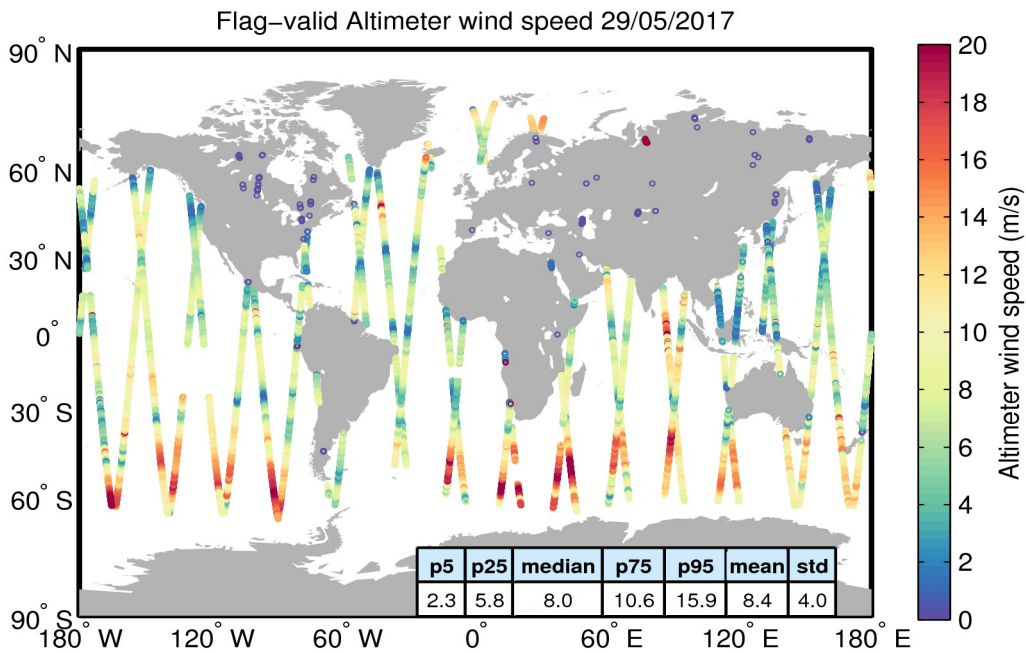 Flag−valid Altimeter wind speed 29/05/2017
90° N
60° N
30° N
0°
30° S
60° S
90° S
180° W
120° W
60° W
0°
60° E
120° E
180° E
p5 p25 median p75 p95 mean std
2.3 5.8 8.0 10.6 15.9 8.4 4.0
20
18
16
14
12
10
8
6
4
2
0
Altimeter wind speed (m/s)